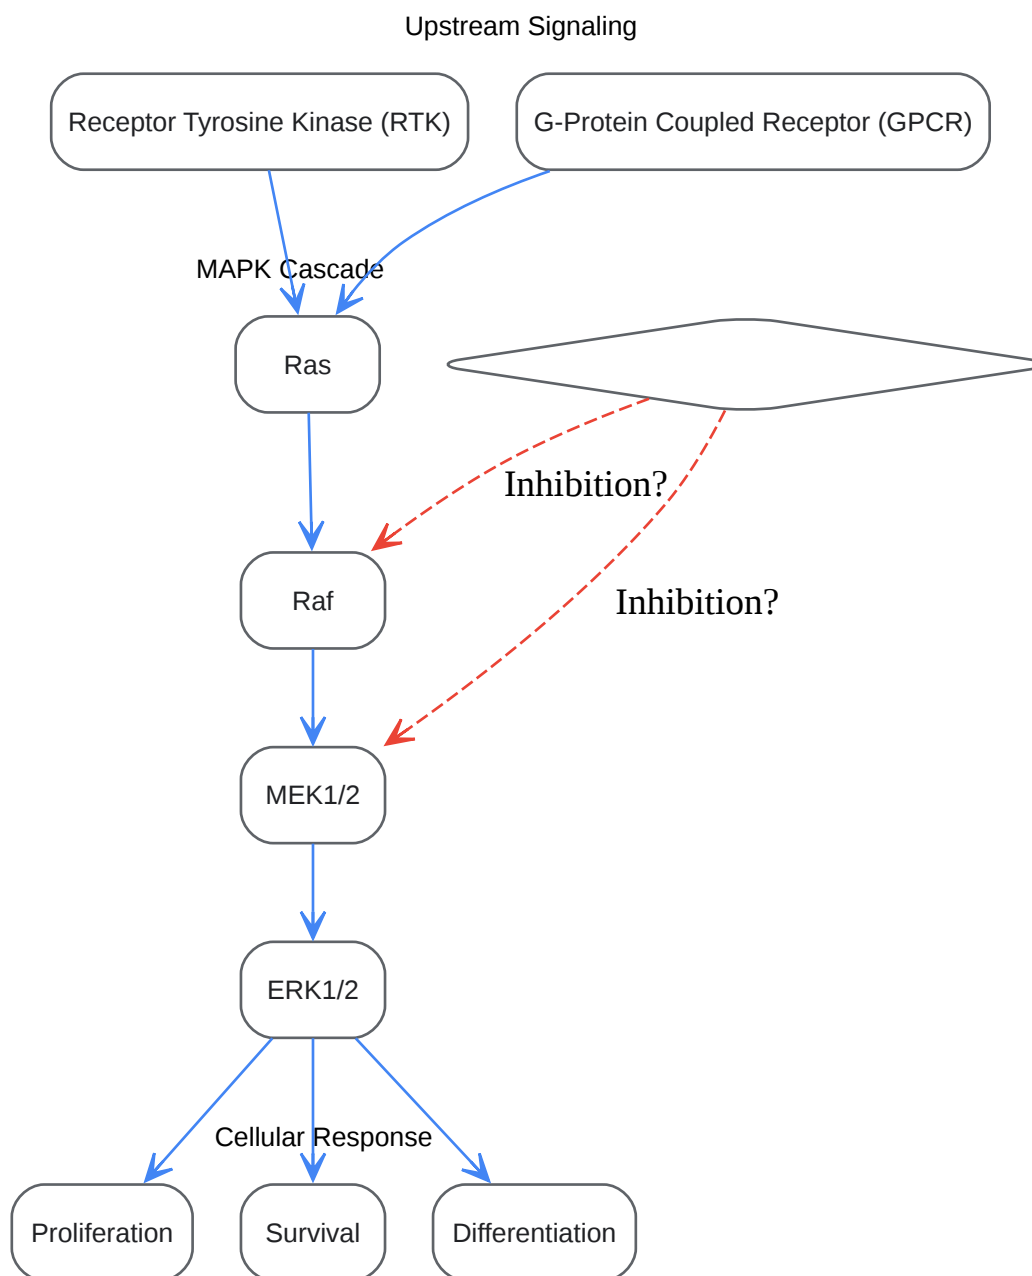 Upstream Signaling
Receptor Tyrosine Kinase (RTK)
G-Protein Coupled Receptor (GPCR)
MAPK Cascade
Ras
Inhibition?
Raf
Inhibition?
MEK1/2
ERK1/2
Cellular Response
Proliferation
Survival
Differentiation